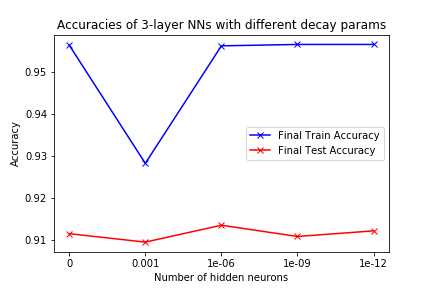 Accuracies of 3-layer NNs with different decay params
Accuracy
0.95
0.94
0.93
0.92
0.91
Final Train Accuracy
Final Test Accuracy
0
0.001
1e-06
1e-09
1e-12
Number of hidden neurons